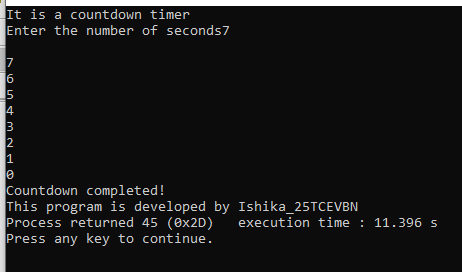 It is a countdown timer
Enter the number of seconds7
7
6
5
4
3
2
1
0
Countdown completed!
This program is developed by Ishika_25TCEVBN
Process returned 45 (0x2D)   execution time : 11.396 s
Press any key to continue.